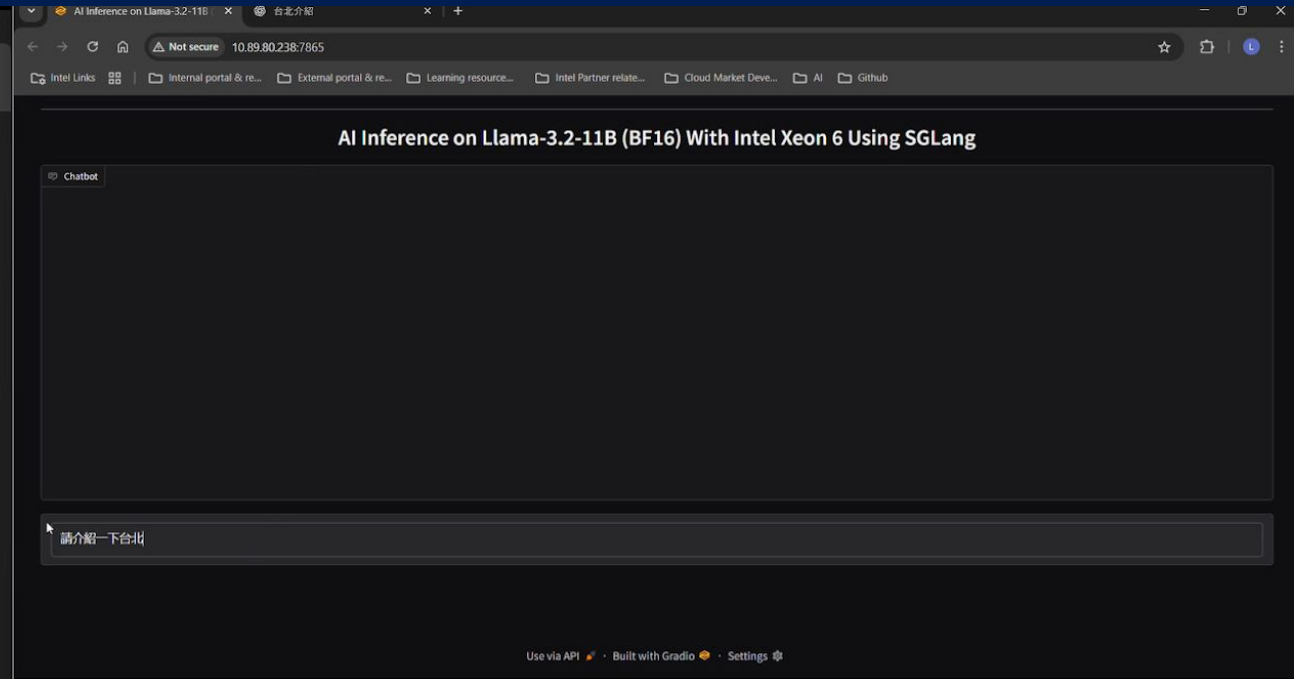 AI Inference on Llama-3.2-11B (
台北介紹
Not secure 10.89.80.238:7865
L
Intel Links Internal portal & re... External portal & re... Learning resource... Intel Partner relate... Cloud Market Deve... AI Github
AI Inference on Llama-3.2-11B (BF16) With Intel Xeon 6 Using SGLang
Chatbot
請介紹一下台北
Use via API · Built with Gradio · Settings